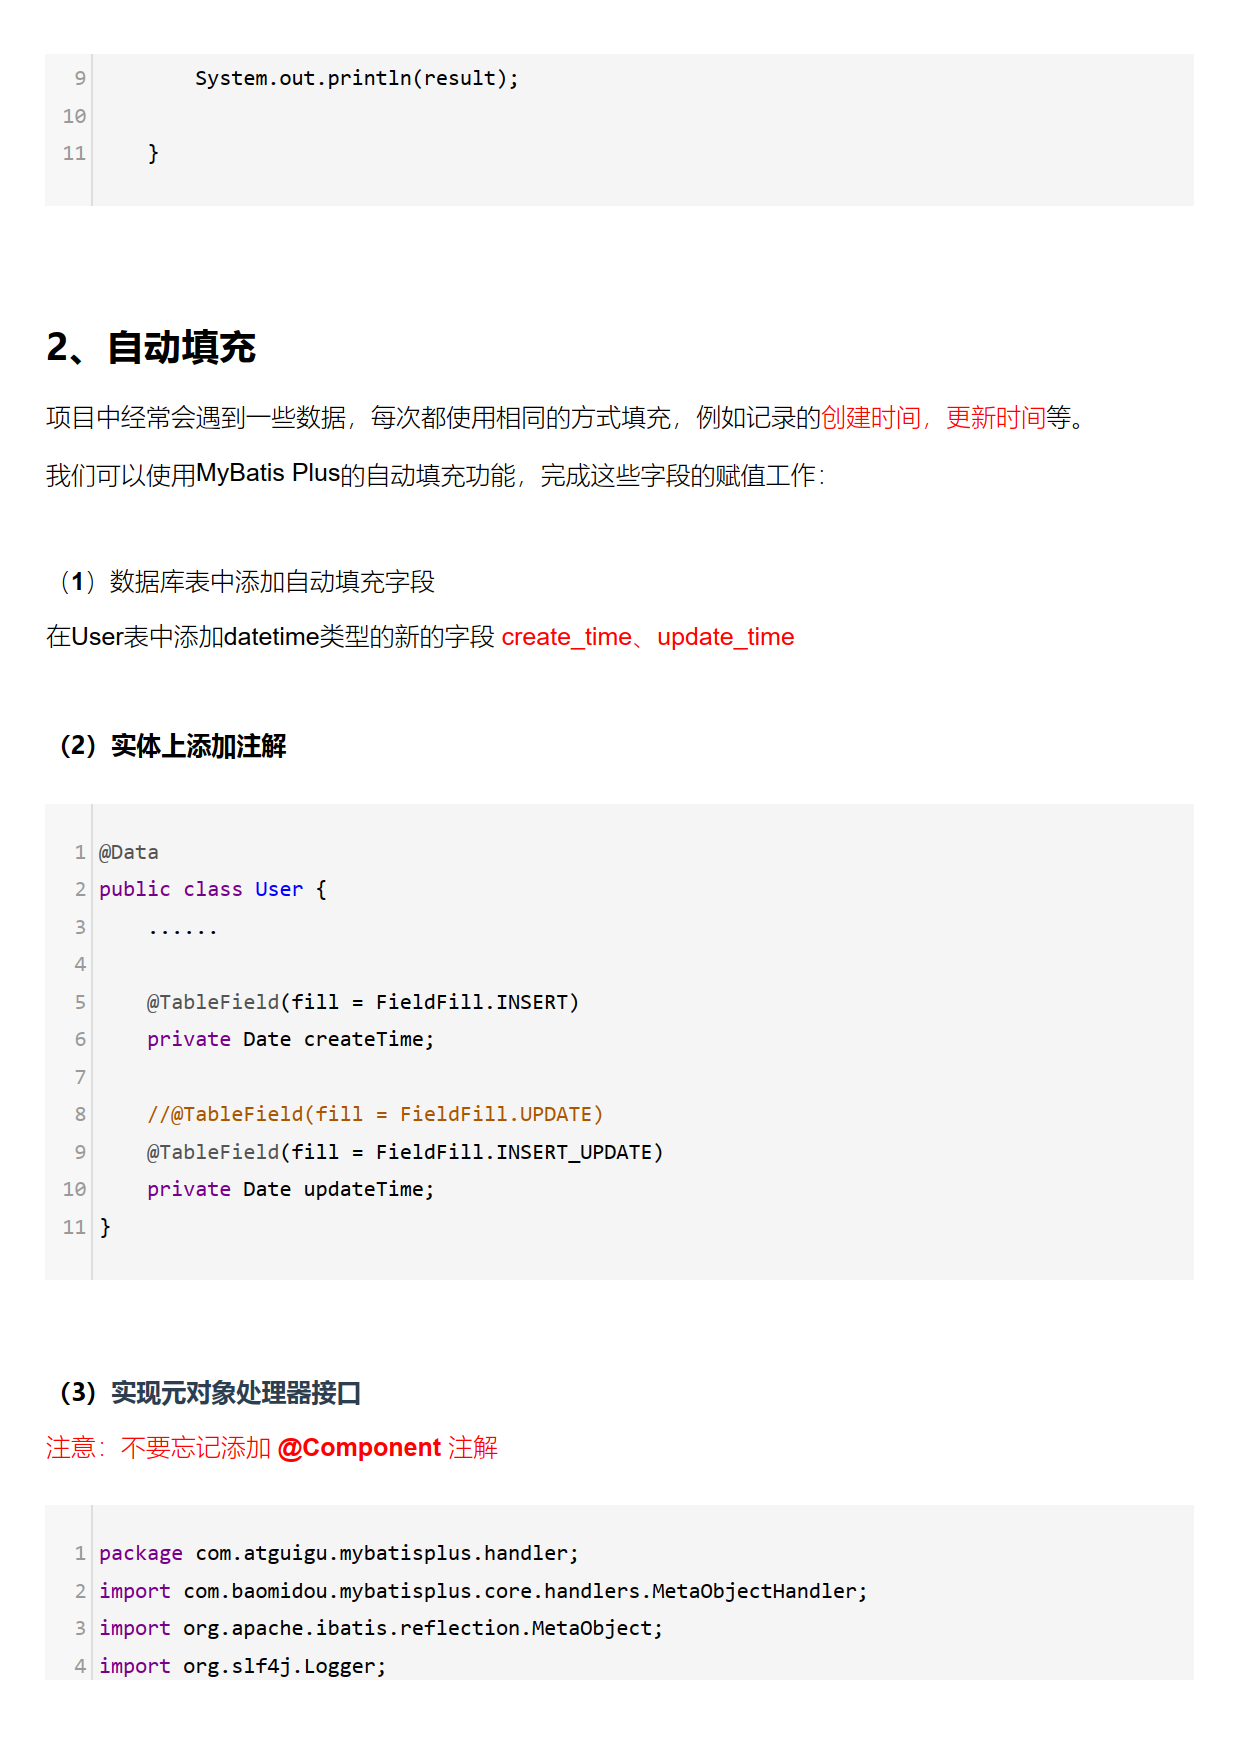 9         System.out.println(result);
10
11     }
2、自动填充
项目中经常会遇到一些数据，每次都使用相同的方式填充，例如记录的创建时间，更新时间等。
我们可以使用MyBatis Plus的自动填充功能，完成这些字段的赋值工作：
（1）数据库表中添加自动填充字段
在User表中添加datetime类型的新的字段 create_time、update_time
（2）实体上添加注解
1 @Data
2 public class User {
3     ......
4
5     @TableField(fill = FieldFill.INSERT)
6     private Date createTime;
7
8     //@TableField(fill = FieldFill.UPDATE)
9     @TableField(fill = FieldFill.INSERT_UPDATE)
10     private Date updateTime;
11 }
（3）实现元对象处理器接口
注意：不要忘记添加 @Component 注解
1 package com.atguigu.mybatisplus.handler;
2 import com.baomidou.mybatisplus.core.handlers.MetaObjectHandler;
3 import org.apache.ibatis.reflection.MetaObject;
4 import org.slf4j.Logger;